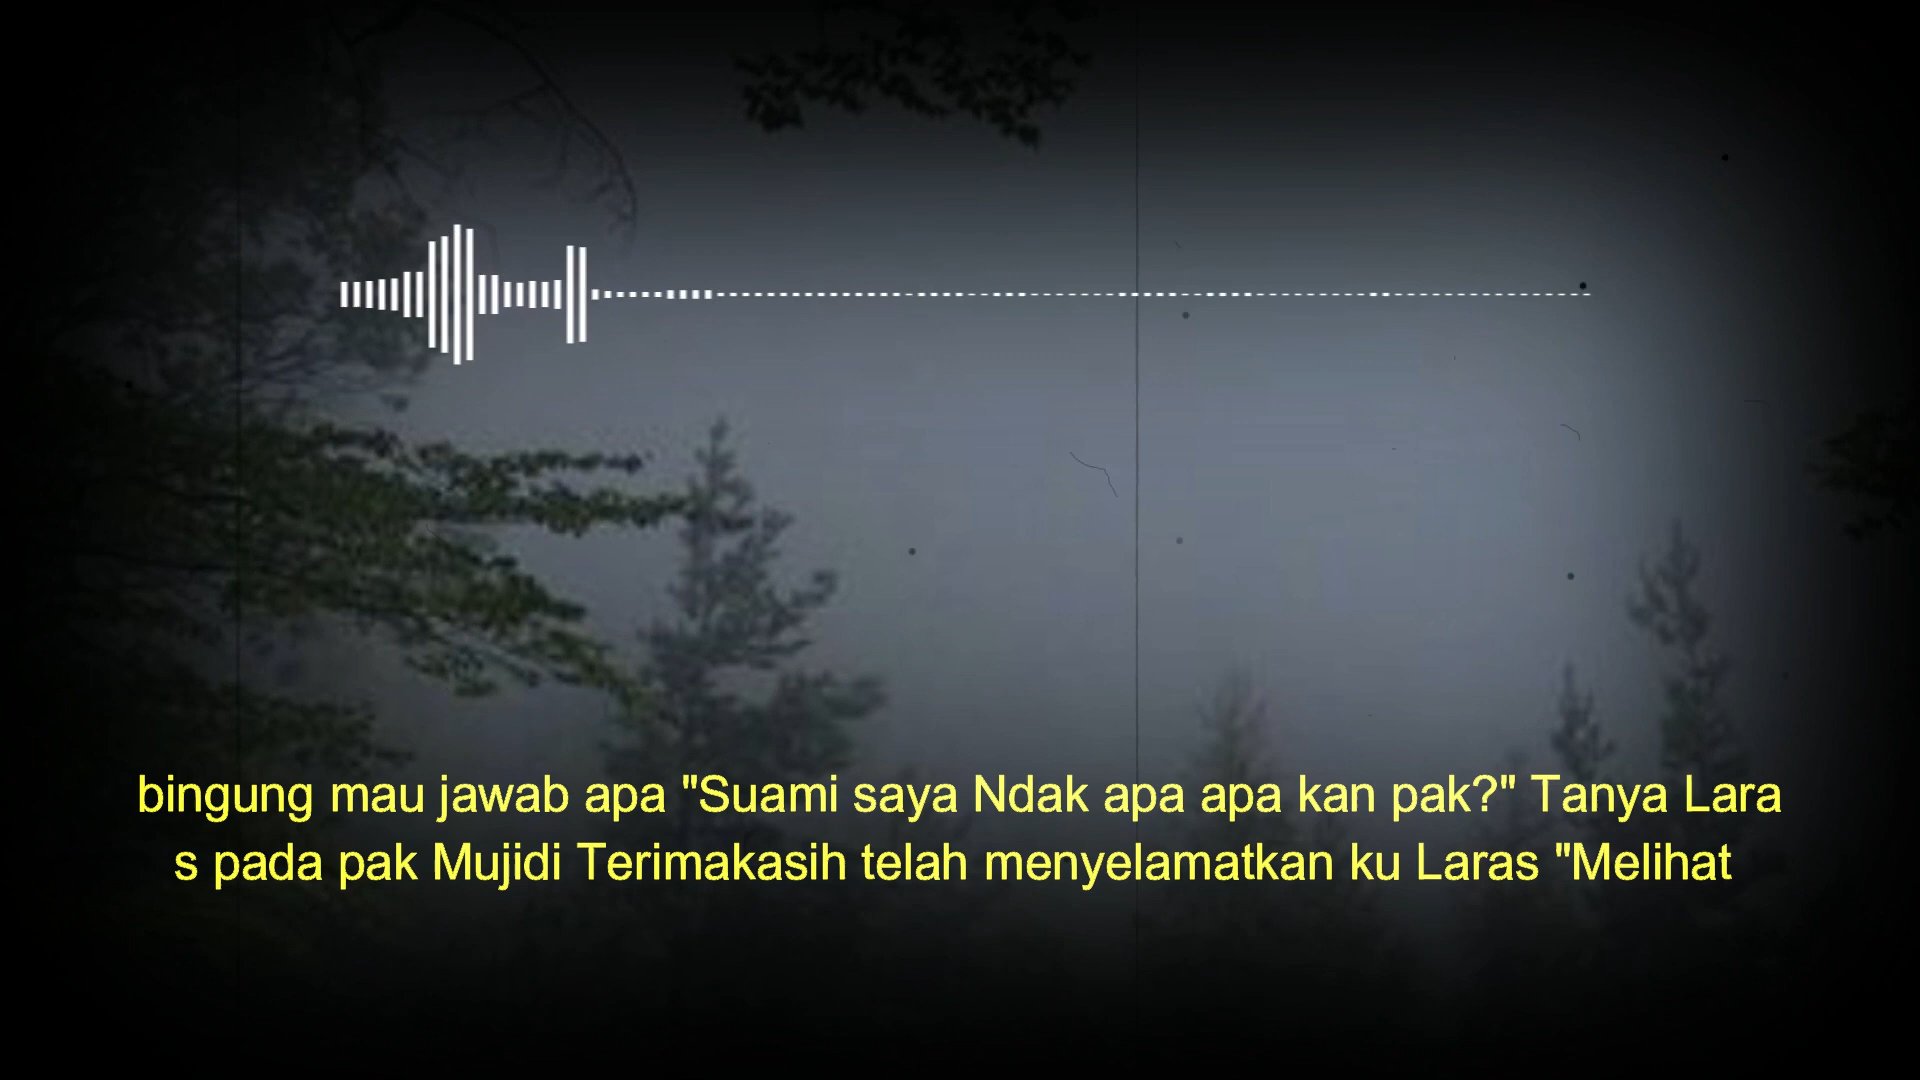 bingung mau jawab apa "Suami saya Ndak apa apa kan pak?" Tanya Lara
s pada pak Mujidi Terimakasih telah menyelamatkan ku Laras "Melihat